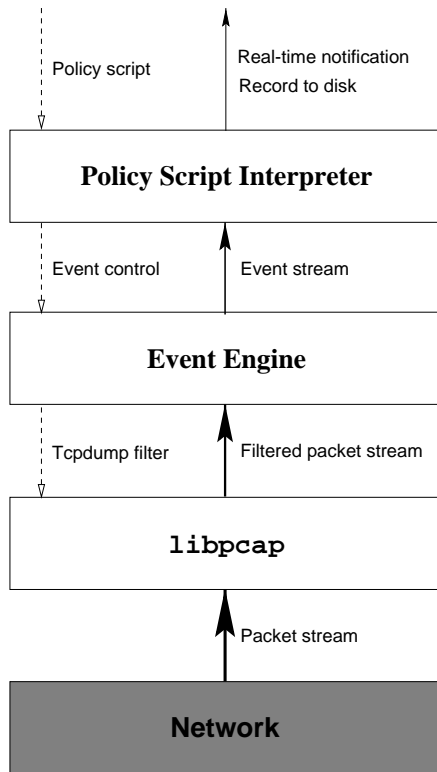 Policy script
Real-time notification
Record to disk
Policy Script Interpreter
Event control
Event stream
Event Engine
Tcpdump filter
Filtered packet stream
libpcap
Packet stream
Network